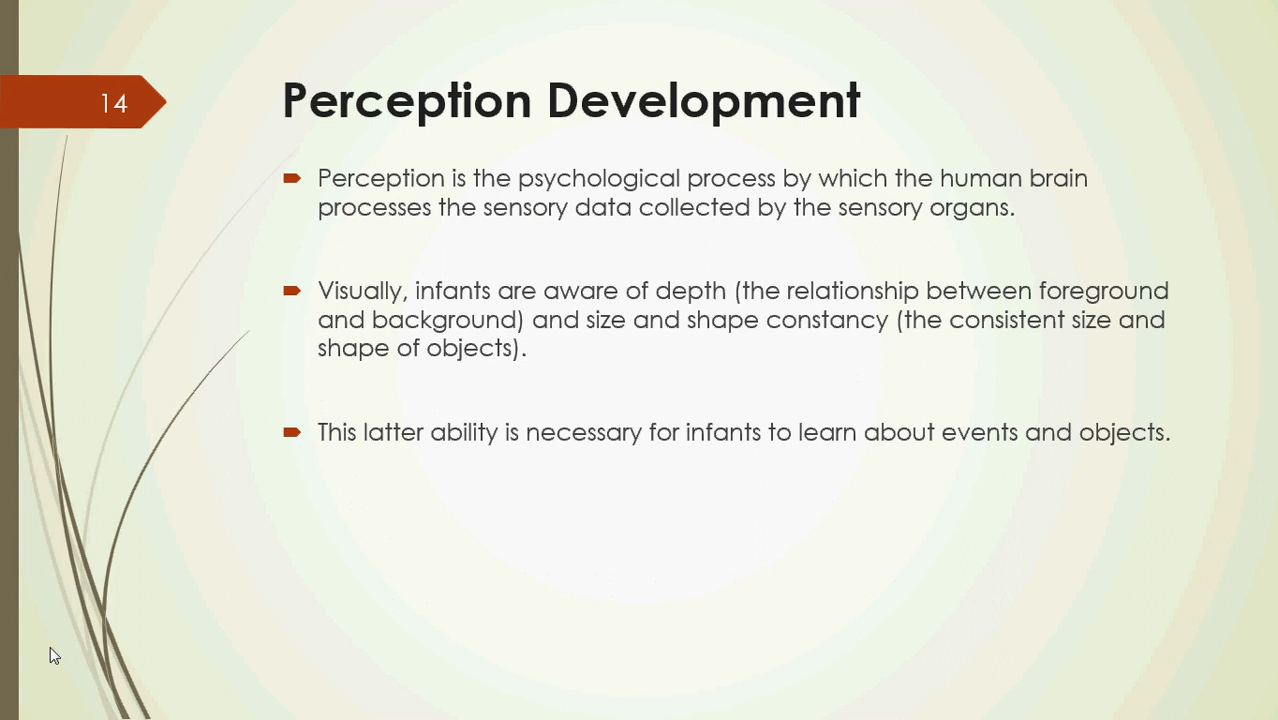 14
Perception Development
Perception is the psychological process by which the human brain
processes the sensory data collected by the sensory organs.
Visually, infants are aware of depth (the relationship between foreground
and background) and size and shape constancy (the consistent size and
shape of objects).
This latter ability is necessary for infants to learn about events and objects.